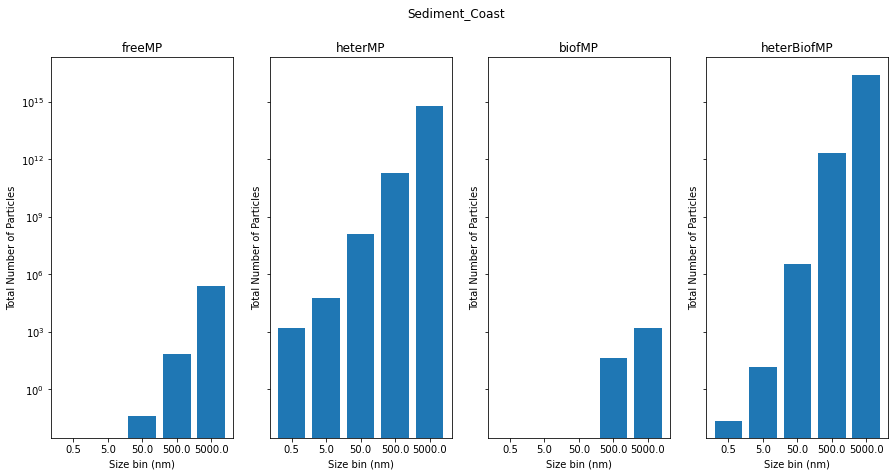 Sediment_Coast
freeMP
heterMP
biofMP
heterBiofMP
Total Number of Particles
10^15
10^12
10^9
10^6
10^3
10^0
0.5 5.0 50.0 500.0 5000.0
Size bin (nm)
Total Number of Particles
0.5 5.0 50.0 500.0 5000.0
Size bin (nm)
Total Number of Particles
0.5 5.0 50.0 500.0 5000.0
Size bin (nm)
Total Number of Particles
0.5 5.0 50.0 500.0 5000.0
Size bin (nm)